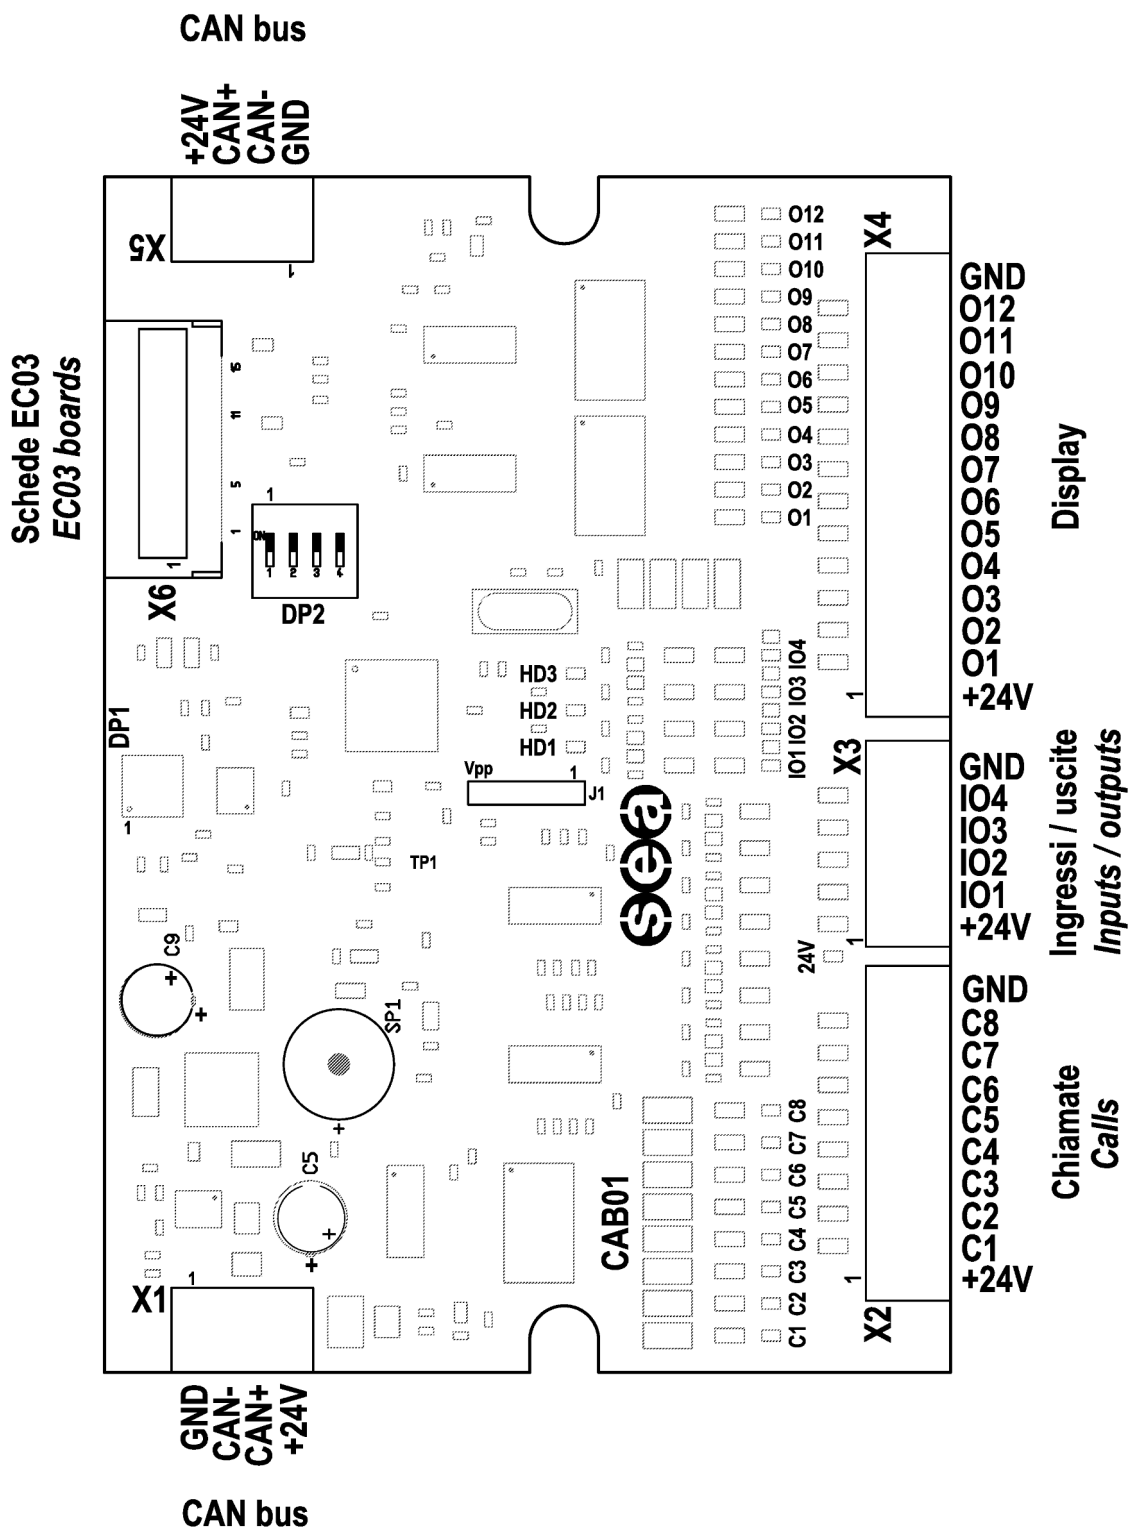 CAN bus
+24V
CAN+
CAN-
GND
X5
1
Schede EC03
EC03 boards
15
11
5
1
1
X6
1
ON
1 2 3 4
DP2
O12
O11
O10
O9
O8
O7
O6
O5
O4
O3
O2
O1
X4
1
GND
O12
O11
O10
O9
O8
O7
O6
O5
O4
O3
O2
O1
+24V
Display
DP1
1
HD3
HD2
HD1
Vpp
1
J1
TP1
IO1 IO2 IO3 IO4
sea
X3
1
GND
IO4
IO3
IO2
IO1
+24V
Ingressi / uscite
Inputs / outputs
24V
C9
+
+
SP1
+
C5
+
+
CAB01
C8
C7
C6
C5
C4
C3
C2
C1
1
X2
GND
C8
C7
C6
C5
C4
C3
C2
C1
+24V
Chiamate
Calls
X1
1
GND
CAN-
CAN+
+24V
CAN bus